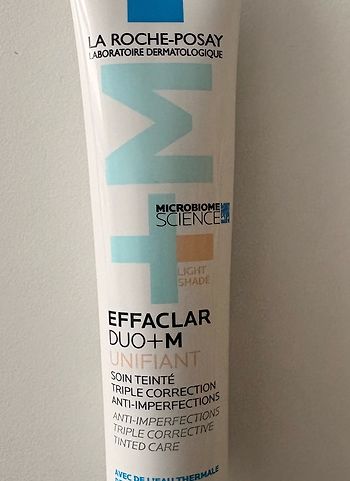 LA ROCHE-POSAY
LABORATOIRE DERMATOLOGIQUE
+M
MICROBIOME
SCIENCE
LIGHT
SHADE
EFFACLAR
DUO+M
UNIFIANT
SOIN TEINTÉ
TRIPLE CORRECTION
ANTI-IMPERFECTIONS
ANTI-IMPERFECTIONS
TRIPLE CORRECTIVE
TINTED CARE
AVEC DE L'EAU THERMALE